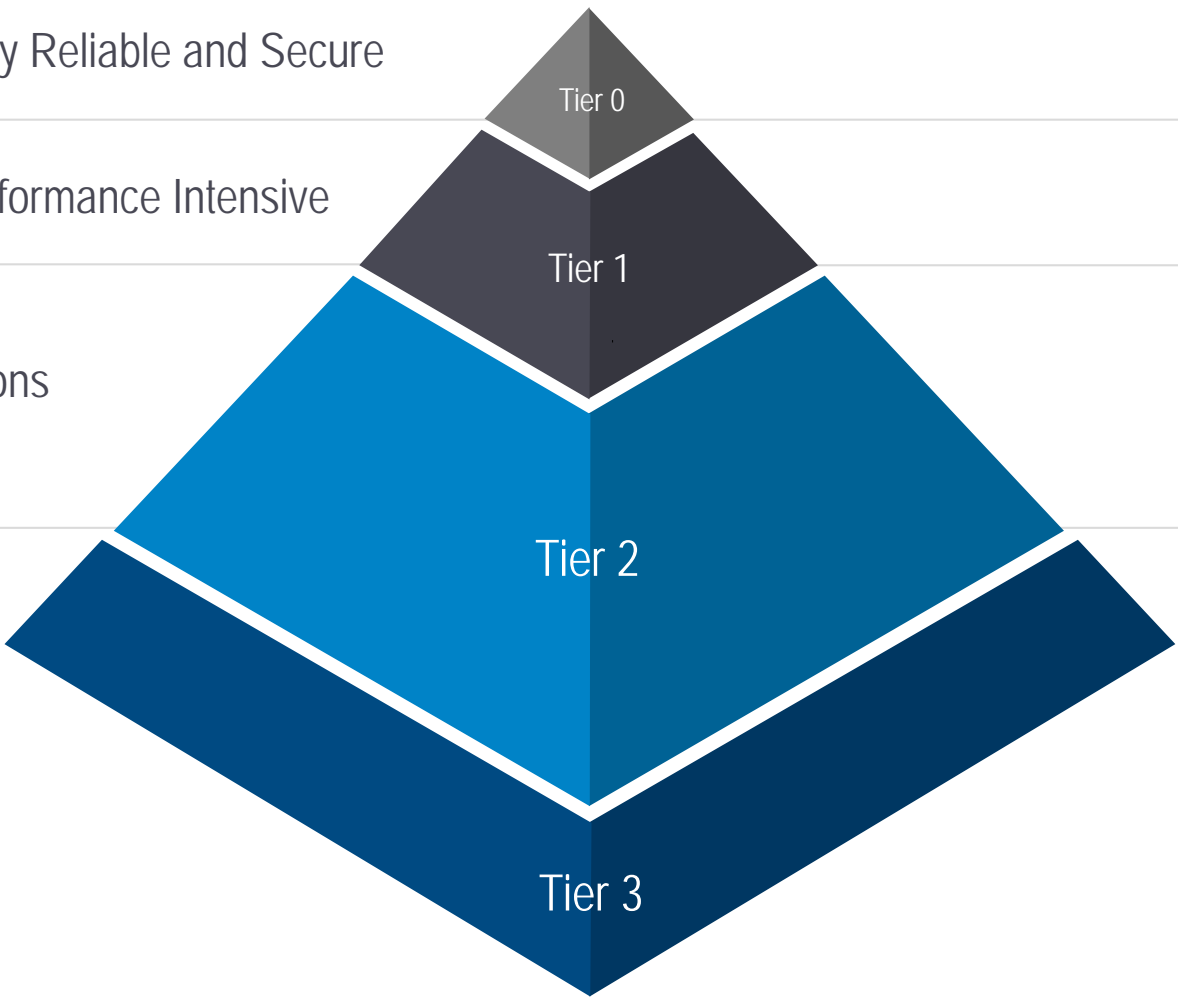 y Reliable and Secure
Tier 0
formance Intensive
Tier 1
ons
Tier 2
Tier 3